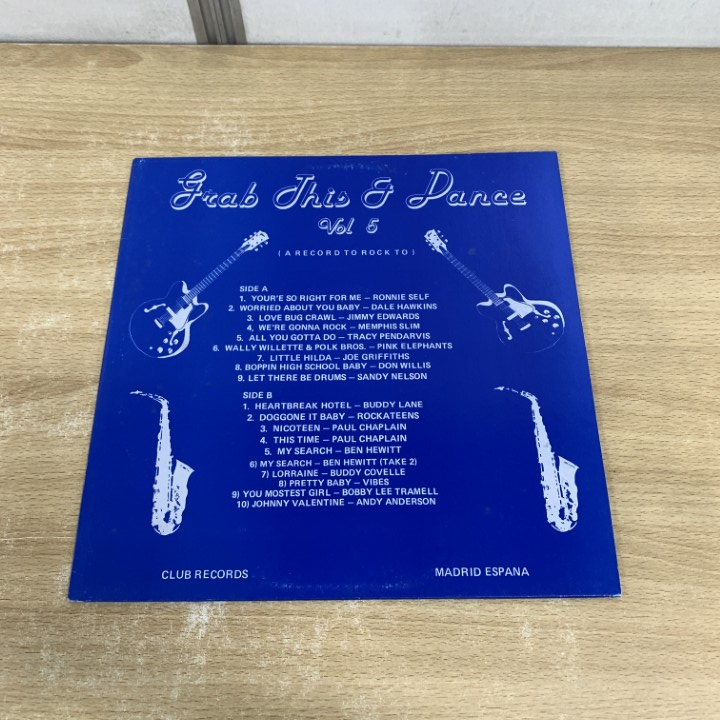 Grab This & Dance
Vol 5
( A RECORD TO ROCK TO )
SIDE A
1. YOUR'E SO RIGHT FOR ME – RONNIE SELF
2. WORRIED ABOUT YOU BABY – DALE HAWKINS
3. LOVE BUG CRAWL – JIMMY EDWARDS
4. WE'RE GONNA ROCK – MEMPHIS SLIM
5. ALL YOU GOTTA DO – TRACY PENDARVIS
6. WALLY WILLETTE & POLK BROS. – PINK ELEPHANTS
7. LITTLE HILDA – JOE GRIFFITHS
8. BOPPIN HIGH SCHOOL BABY – DON WILLIS
9. LET THERE BE DRUMS – SANDY NELSON
SIDE B
1. HEARTBREAK HOTEL – BUDDY LANE
2. DOGGONE IT BABY – ROCKATEENS
3. NICOTEEN – PAUL CHAPLAIN
4. THIS TIME – PAUL CHAPLAIN
5. MY SEARCH – BEN HEWITT
6) MY SEARCH – BEN HEWITT (TAKE 2)
7) LORRAINE – BUDDY COVELLE
8) PRETTY BABY – VIBES
9) YOU MOSTEST GIRL – BOBBY LEE TRAMELL
10) JOHNNY VALENTINE – ANDY ANDERSON
CLUB RECORDS
MADRID ESPANA